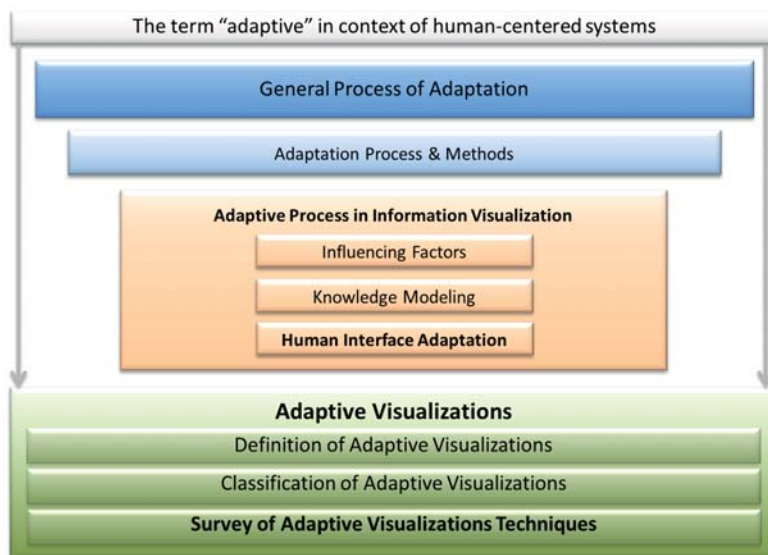 The term “adaptive” in context of human-centered systems
General Process of Adaptation
Adaptation Process & Methods
Adaptive Process in Information Visualization
Influencing Factors
Knowledge Modeling
Human Interface Adaptation
Adaptive Visualizations
Definition of Adaptive Visualizations
Classification of Adaptive Visualizations
Survey of Adaptive Visualizations Techniques